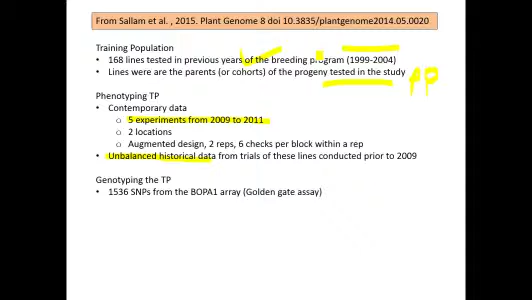 From Sallam et al. , 2015. Plant Genome 8 doi 10.3835/plantgenome2014.05.0020
Training Population
• 168 lines tested in previous years of the breeding program (1999-2004)
• Lines were the parents (or cohorts) of the progeny tested in the study
PP
Phenotyping TP
• Contemporary data
o 5 experiments from 2009 to 2011
o 2 locations
o Augmented design, 2 reps, 6 checks per block within a rep
• Unbalanced historical data from trials of these lines conducted prior to 2009
Genotyping the TP
• 1536 SNPs from the BOPA1 array (Golden gate assay)